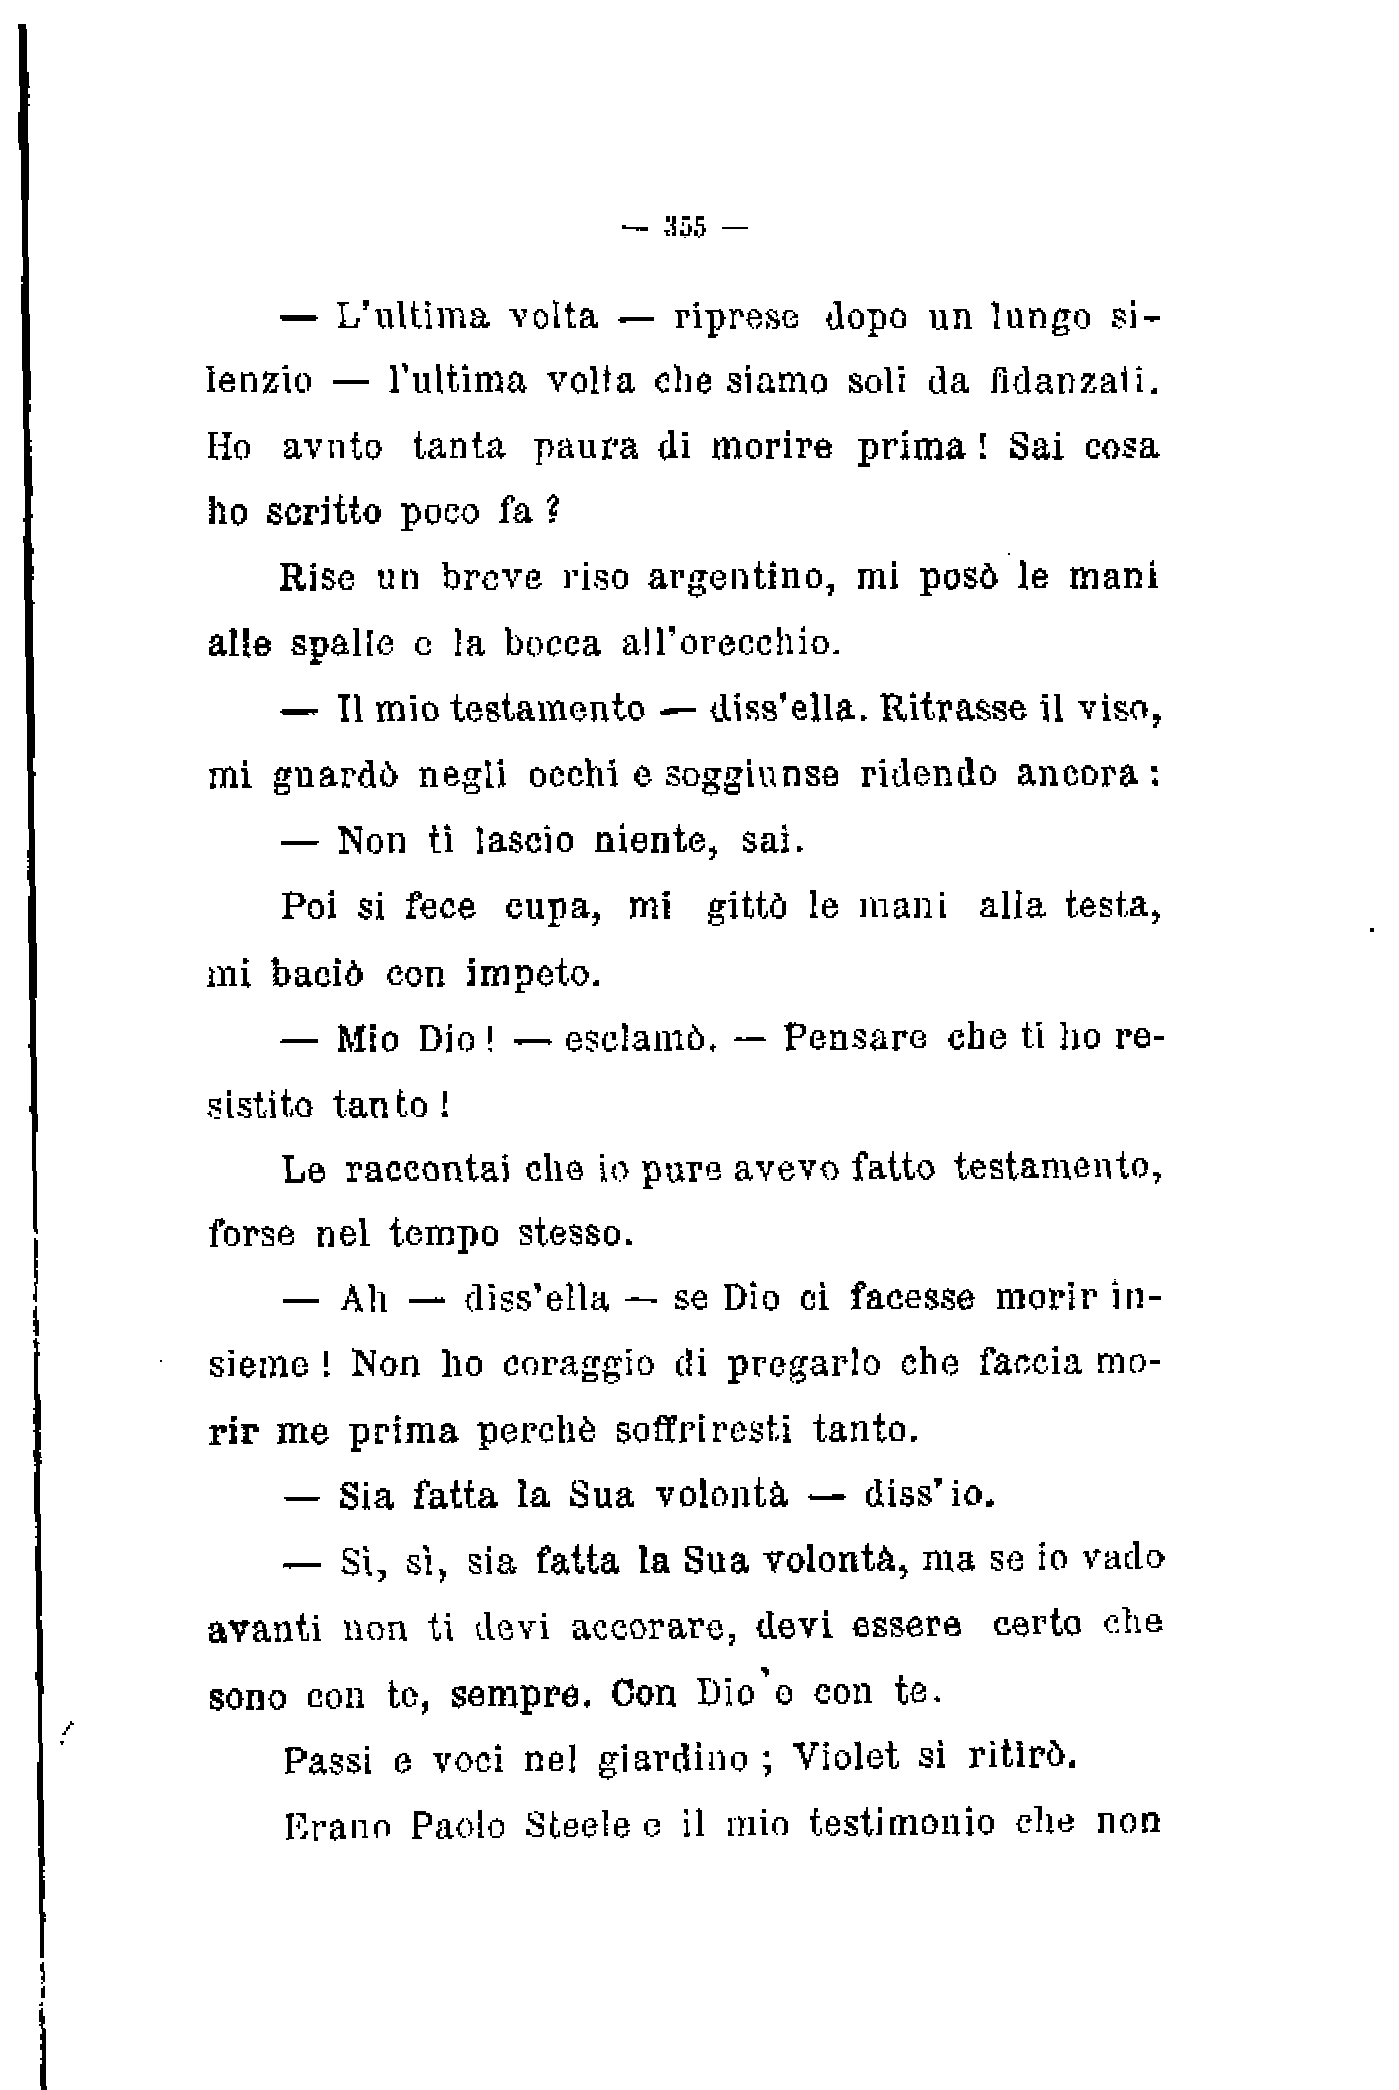 — 355 —
— L'ultima volta — riprese dopo un lungo si-
lenzio — l'ultima volta che siamo soli da fidanzati.
Ho avuto tanta paura di morire prima ! Sai cosa
ho scritto poco fa ?
Rise un breve riso argentino, mi posò le mani
alle spalle e la bocca all'orecchio.
— Il mio testamento — diss'ella. Ritrasse il viso,
mi guardò negli occhi e soggiunse ridendo ancora :
— Non ti lascio niente, sai.
Poi si fece cupa, mi gittò le mani alla testa,
mi baciò con impeto.
— Mio Dio ! — esclamò. — Pensare che ti ho re-
sistito tanto !
Le raccontai che io pure avevo fatto testamento,
forse nel tempo stesso.
— Ah — diss'ella — se Dio ci facesse morir in-
sieme ! Non ho coraggio di pregarlo che faccia mo-
rir me prima perchè soffriresti tanto.
— Sia fatta la Sua volontà — diss'io.
— Sì, sì, sia fatta la Sua volontà, ma se io vado
avanti non ti devi accorare, devi essere certo che
sono con te, sempre. Con Dio e con te.
Passi e voci nel giardino ; Violet si ritirò.
Erano Paolo Steele e il mio testimonio che non